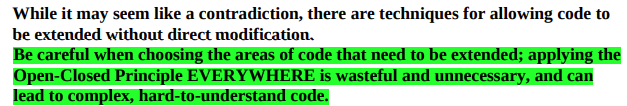 While it may seem like a contradiction, there are techniques for allowing code to
be extended without direct modification.
Be careful when choosing the areas of code that need to be extended; applying the
Open-Closed Principle EVERYWHERE is wasteful and unnecessary, and can
lead to complex, hard-to-understand code.